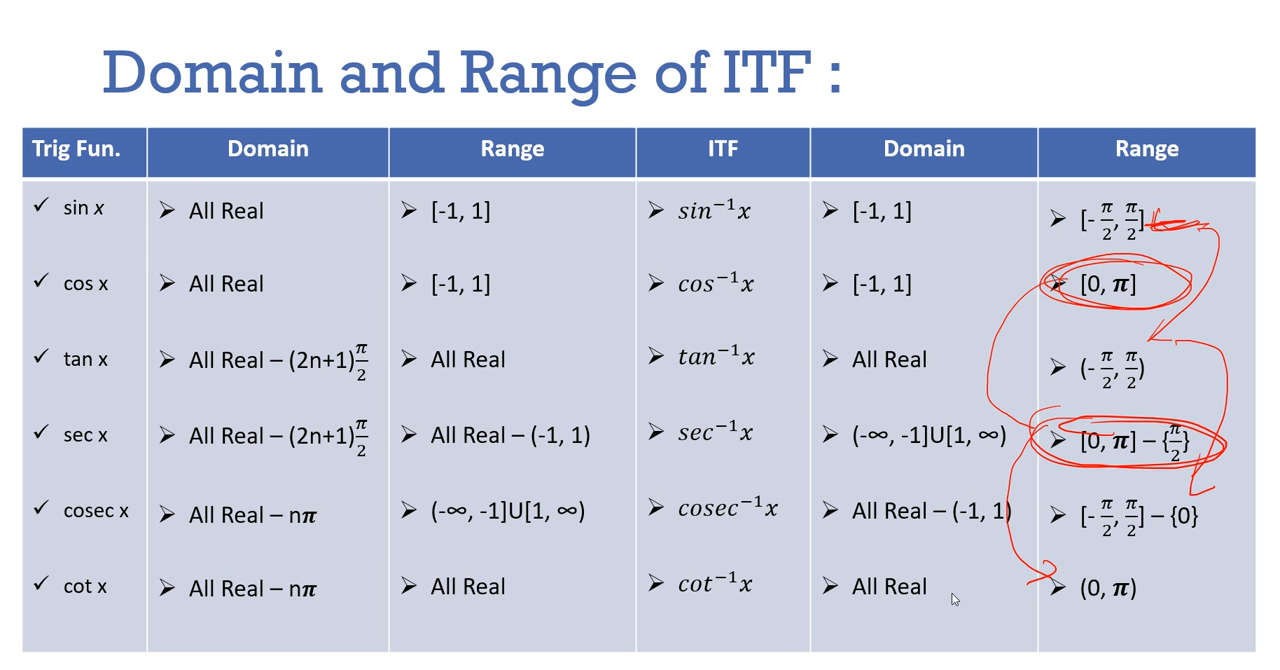 Domain and Range of ITF :
Trig Fun. Domain Range ITF Domain Range
✓ sin x ➢ All Real ➢ [-1, 1] ➢ sin⁻¹x ➢ [-1, 1] ➢ [-π/2, π/2]
✓ cos x ➢ All Real ➢ [-1, 1] ➢ cos⁻¹x ➢ [-1, 1] ➢ [0, π]
✓ tan x ➢ All Real – (2n+1)π/2 ➢ All Real ➢ tan⁻¹x ➢ All Real ➢ (-π/2, π/2)
✓ sec x ➢ All Real – (2n+1)π/2 ➢ All Real – (-1, 1) ➢ sec⁻¹x ➢ (-∞, -1]U[1, ∞) ➢ [0, π] – {π/2}
✓ cosec x ➢ All Real – nπ ➢ (-∞, -1]U[1, ∞) ➢ cosec⁻¹x ➢ All Real – (-1, 1) ➢ [-π/2, π/2] – {0}
✓ cot x ➢ All Real – nπ ➢ All Real ➢ cot⁻¹x ➢ All Real ➢ (0, π)